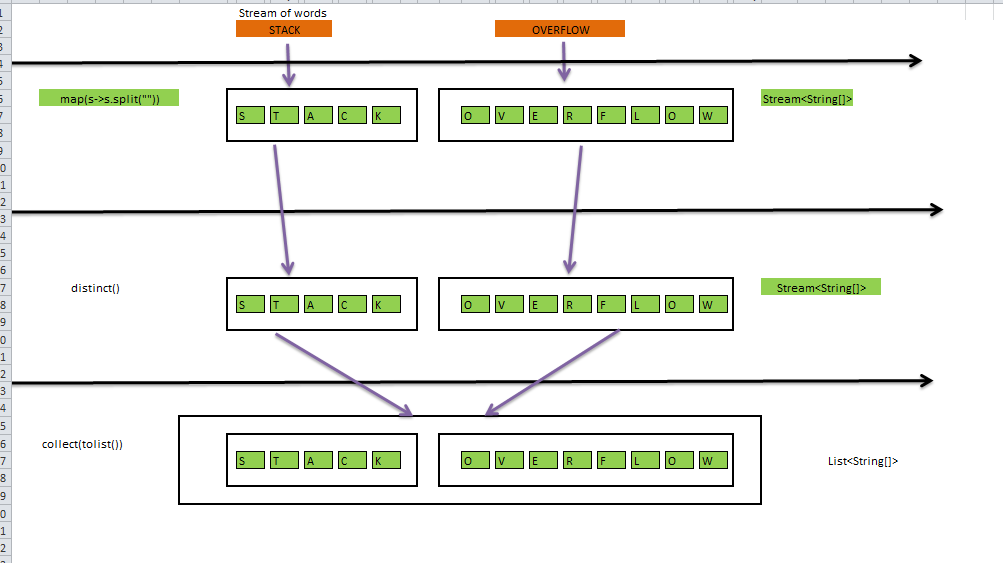 Stream of words
STACK OVERFLOW
map(s->s.split(""))
S T A C K O V E R F L O W
Stream<String[]>
distinct()
Stream<String[]>
S T A C K O V E R F L O W
collect(tolist())
S T A C K O V E R F L O W
List<String[]>